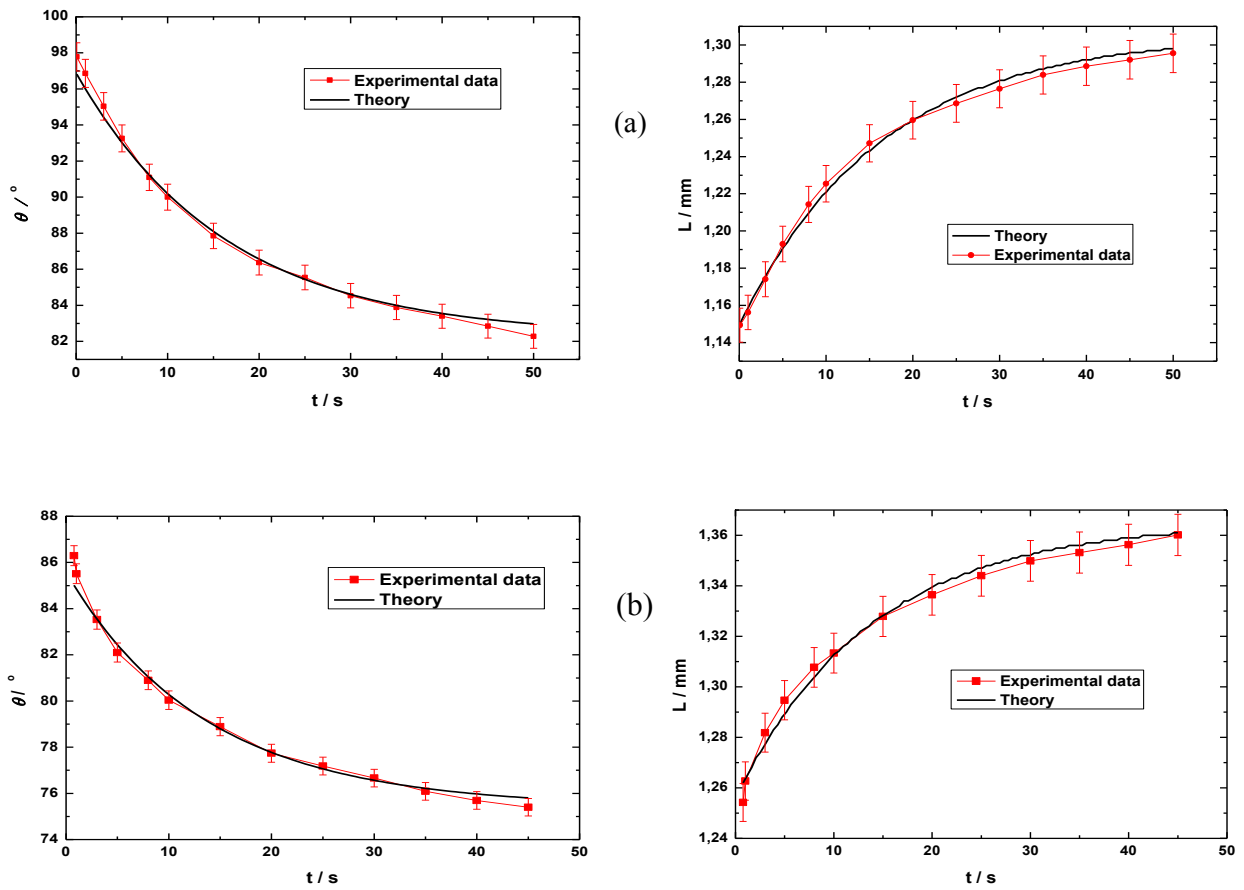 100
98
96
94
92
90
88
86
84
82
θ / °
0 10 20 30 40 50
t / s
Experimental data
Theory
(a)
1,30
1,28
1,26
1,24
1,22
1,20
1,18
1,16
1,14
L / mm
0 10 20 30 40 50
t / s
Theory
Experimental data
88
86
84
82
80
78
76
74
θ/ °
0 10 20 30 40 50
t / s
Experimental data
Theory
(b)
1,36
1,34
1,32
1,30
1,28
1,26
1,24
L / mm
0 10 20 30 40 50
t / s
Experimental data
Theory